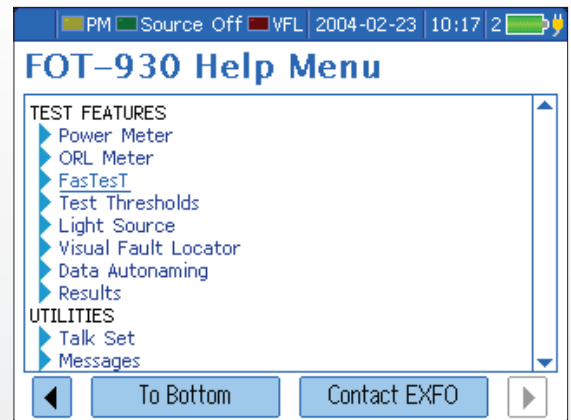 PM Source Off VFL 2004-02-23 10:17 2
FOT-930 Help Menu
TEST FEATURES
Power Meter
ORL Meter
FasTesT
Test Thresholds
Light Source
Visual Fault Locator
Data Autonaming
Results
UTILITIES
Talk Set
Messages
To Bottom Contact EXFO